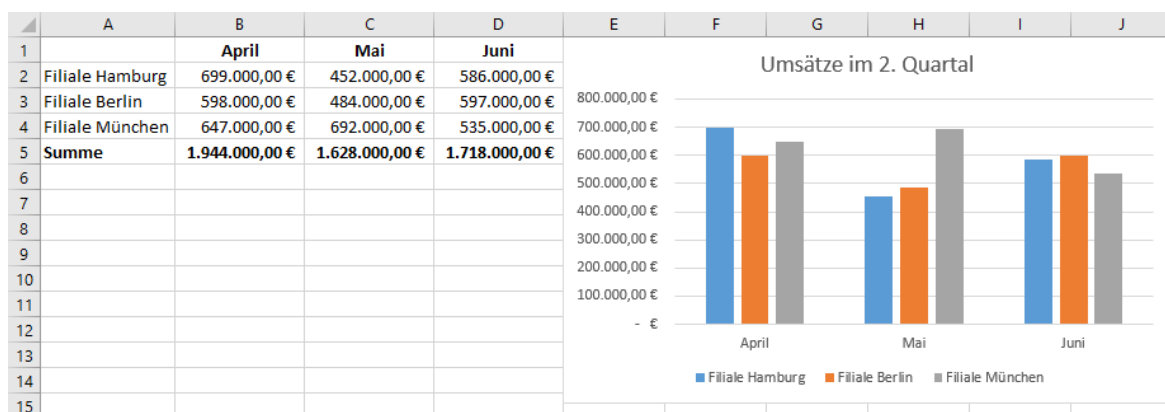 A B C D E F G H I J
1 April Mai Juni
2 Filiale Hamburg 699.000,00 € 452.000,00 € 586.000,00 €
3 Filiale Berlin 598.000,00 € 484.000,00 € 597.000,00 €
4 Filiale München 647.000,00 € 692.000,00 € 535.000,00 €
5 Summe 1.944.000,00 € 1.628.000,00 € 1.718.000,00 €
6
7
8
9
10
11
12
13
14
15
Umsätze im 2. Quartal
800.000,00 €
700.000,00 €
600.000,00 €
500.000,00 €
400.000,00 €
300.000,00 €
200.000,00 €
100.000,00 €
- €
April Mai Juni
Filiale Hamburg Filiale Berlin Filiale München